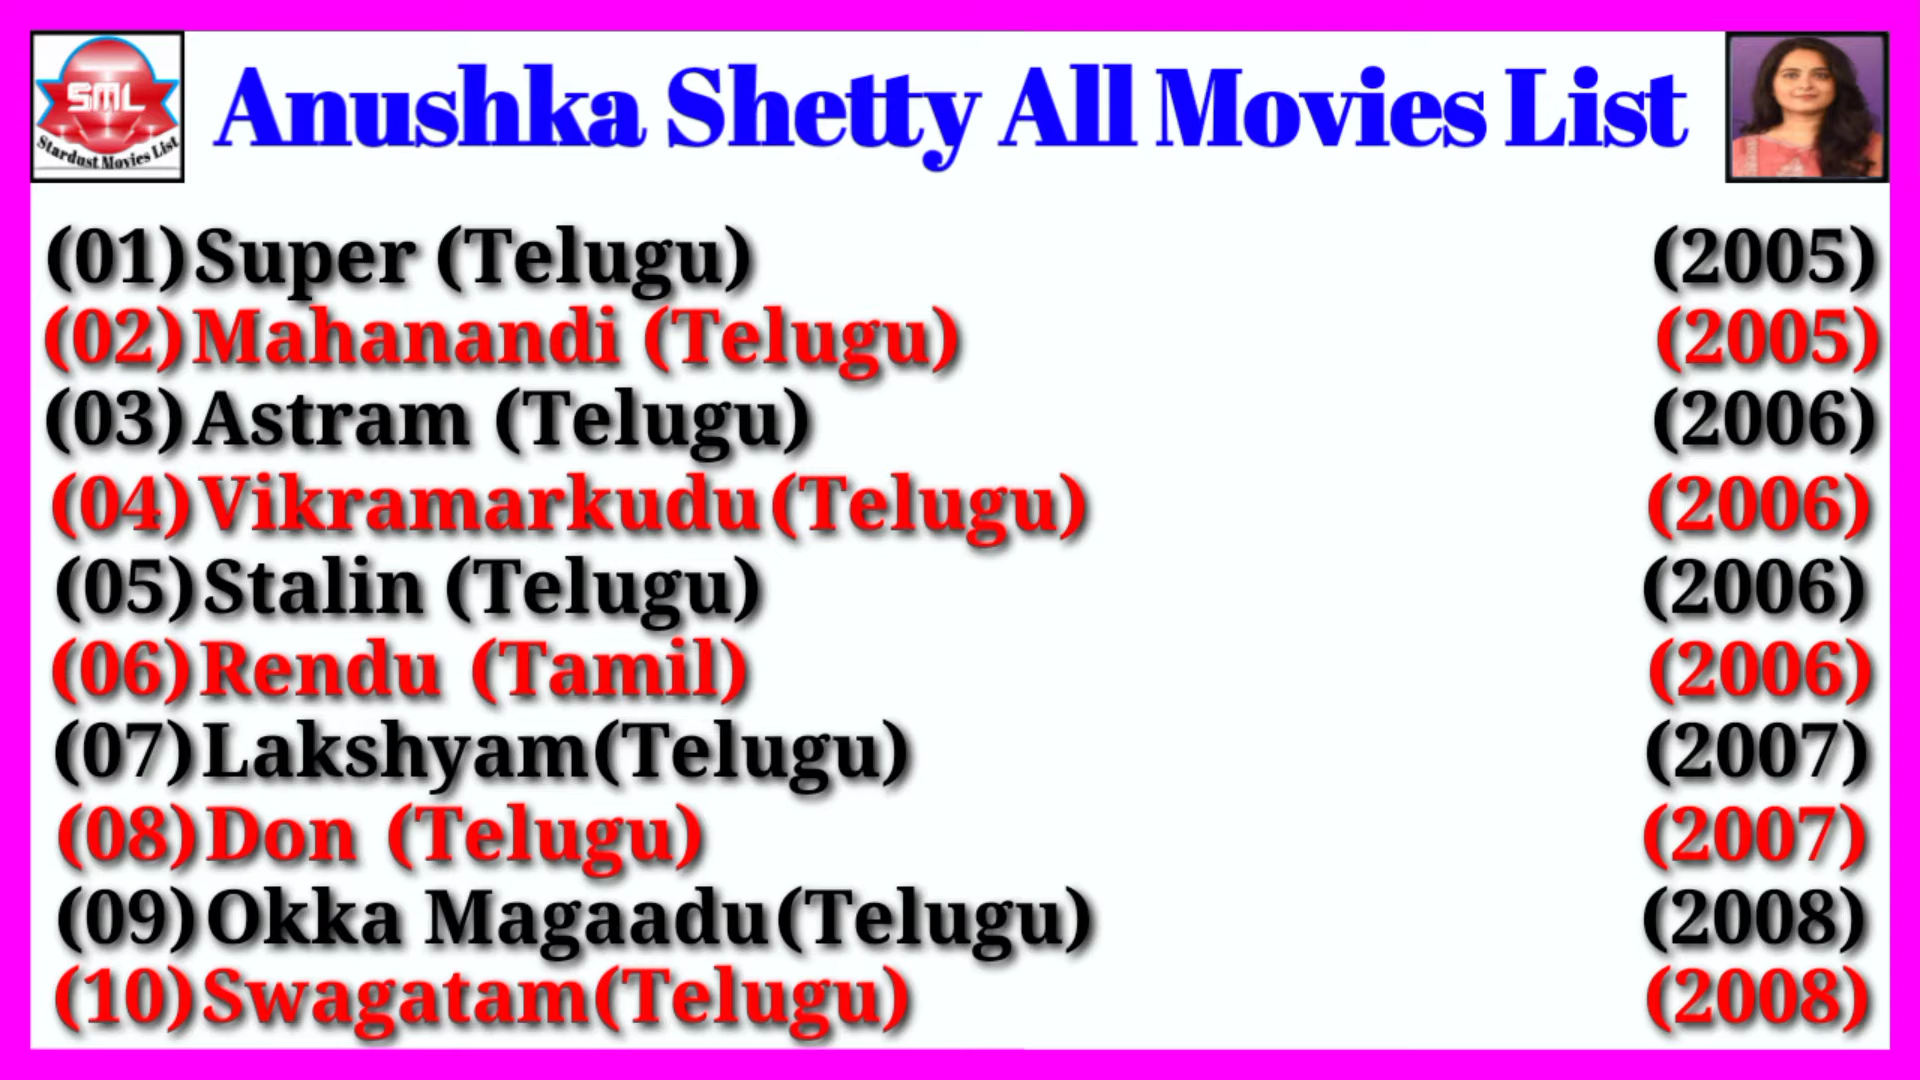 SML
Stardust Movies List
Anushka Shetty All Movies List
(01) Super (Telugu) (2005)
(02) Mahanandi (Telugu) (2005)
(03) Astram (Telugu) (2006)
(04) Vikramarkudu (Telugu) (2006)
(05) Stalin (Telugu) (2006)
(06) Rendu (Tamil) (2006)
(07) Lakshyam(Telugu) (2007)
(08) Don (Telugu) (2007)
(09) Okka Magaadu (Telugu) (2008)
(10) Swagatam(Telugu) (2008)